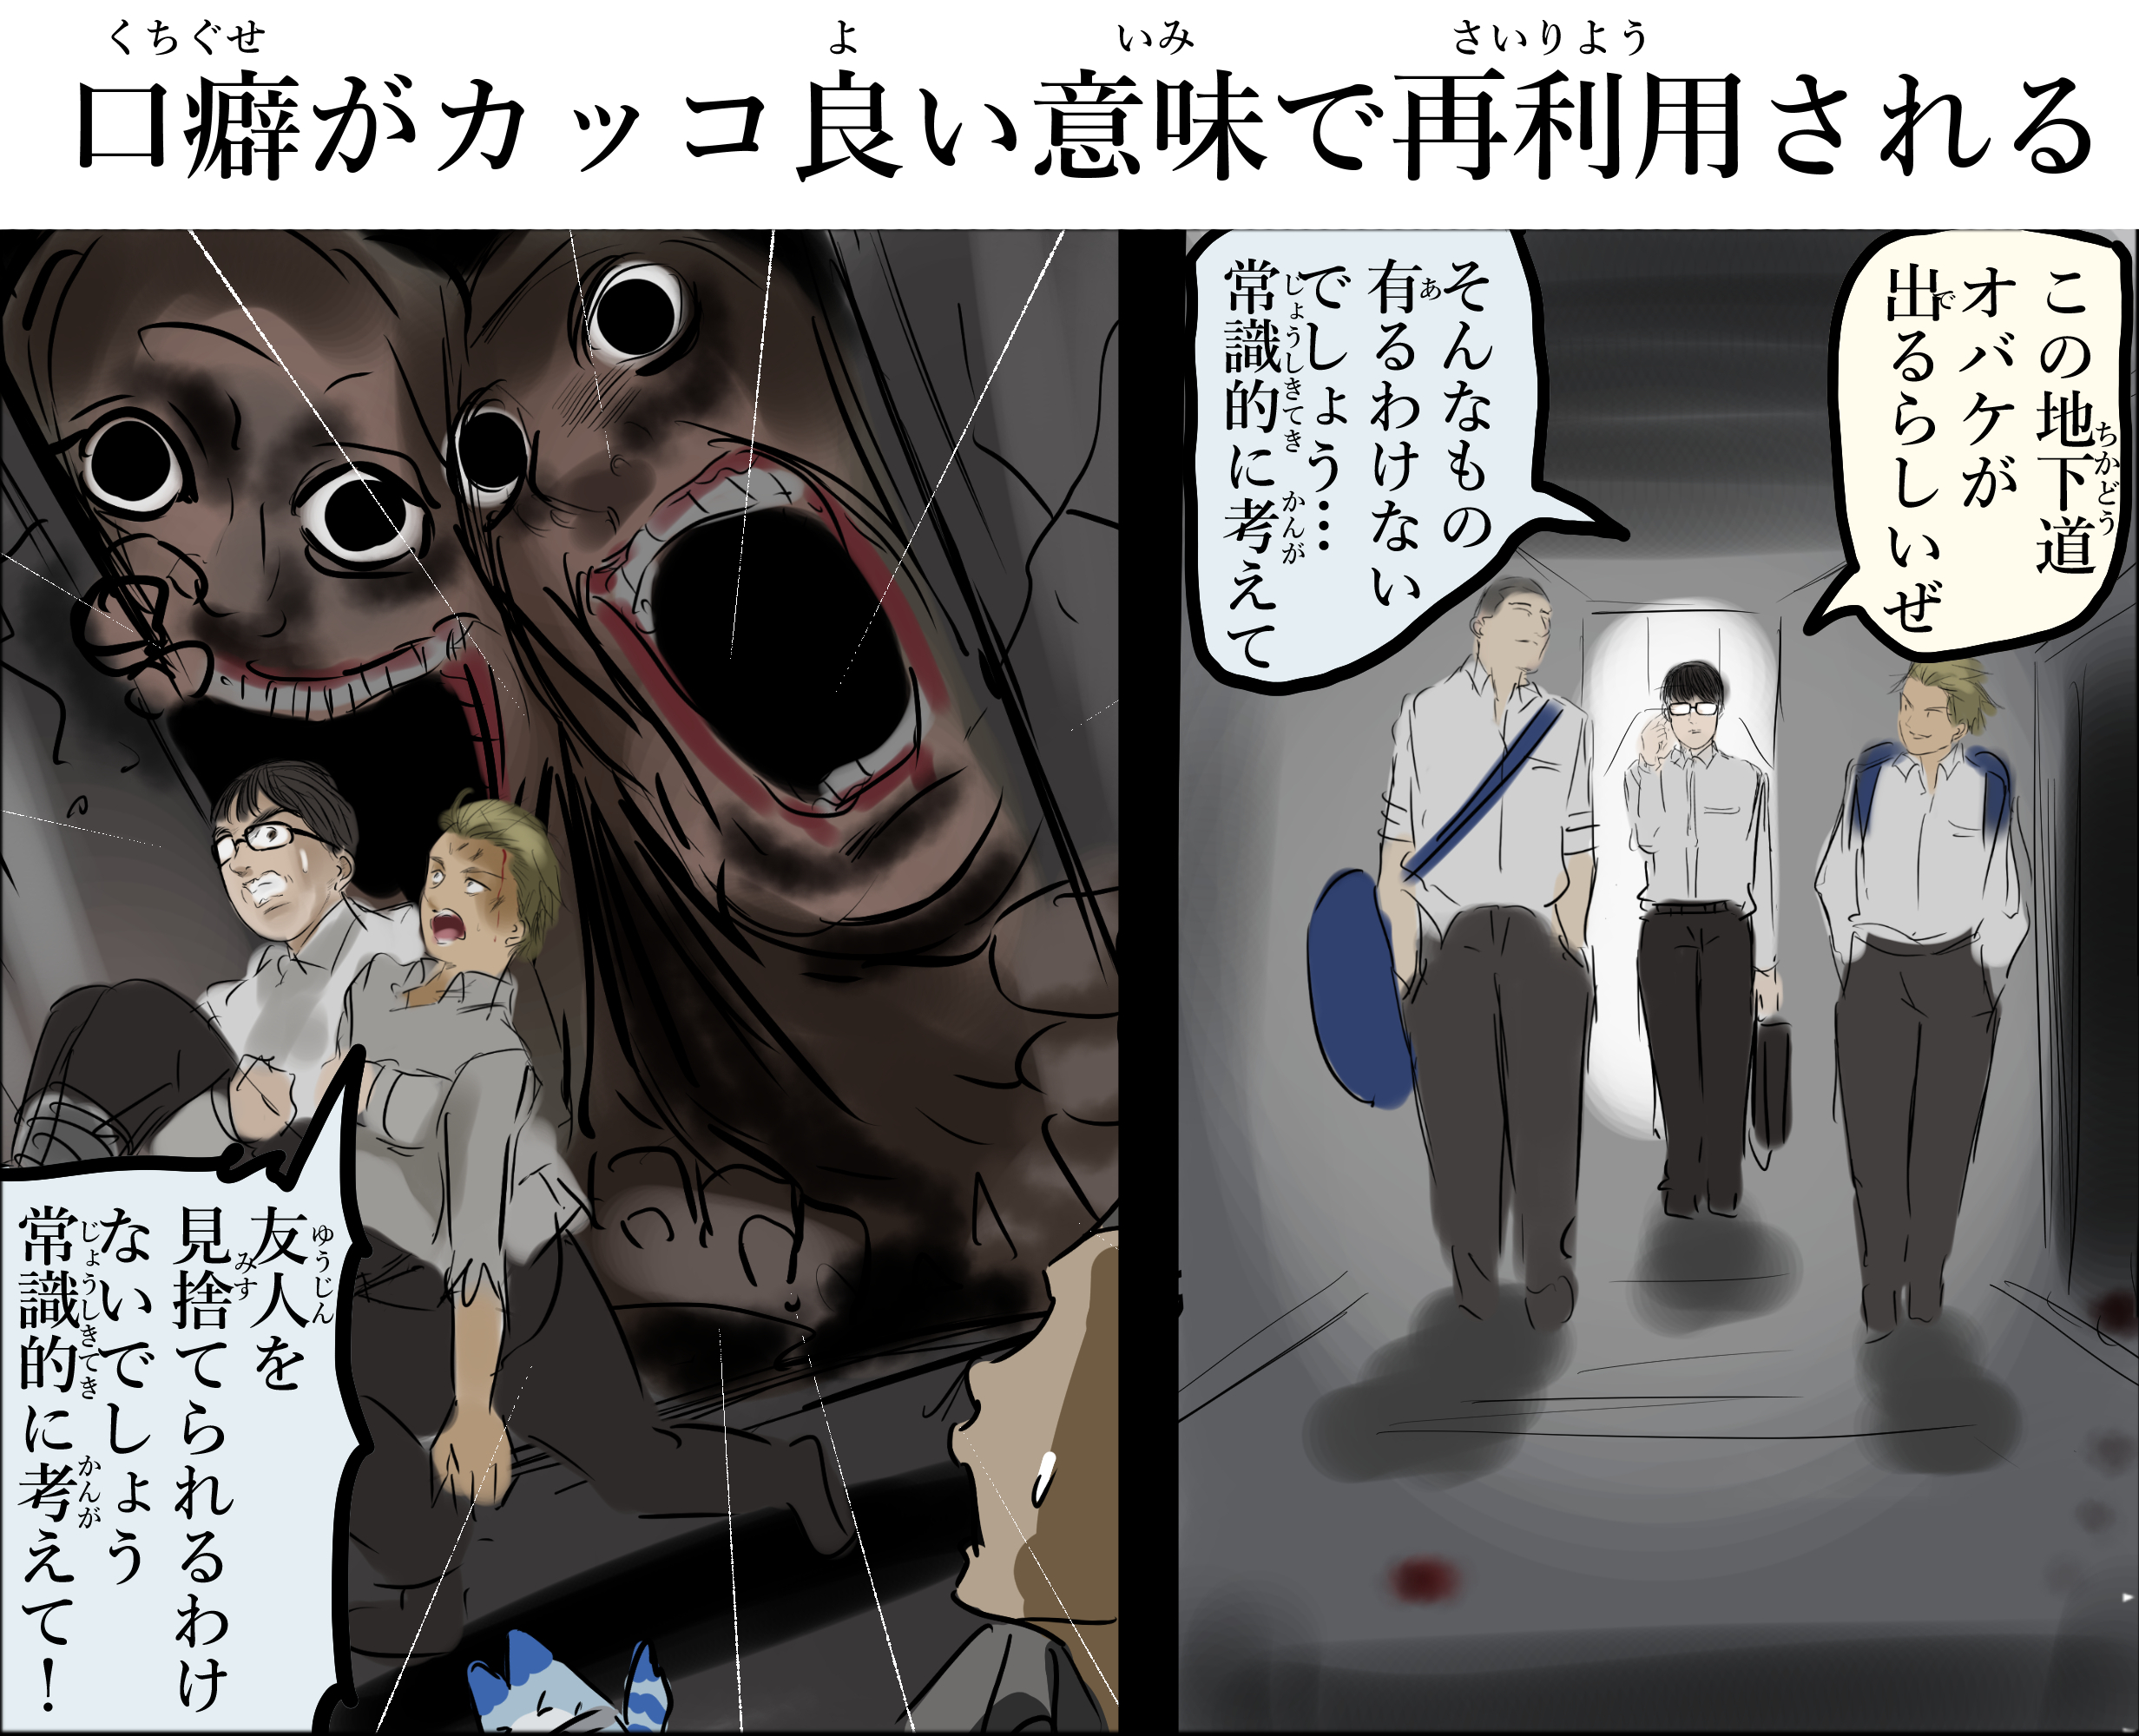 口癖がカッコ良い意味で再利用される
この地下道
オバケが
出るらしいぜ
そんなもの
有るわけない
でしょう…
常識的に考えて
友人を
見捨てられるわけ
ないでしょう
常識的に考えて！